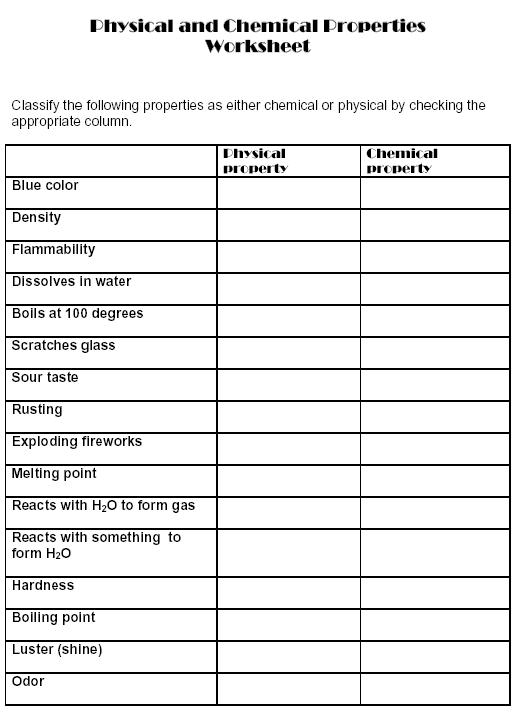 Physical and Chemical Properties
Worksheet
Classify the following properties as either chemical or physical by checking the
appropriate column.
Physical
property
Chemical
property
Blue color
Density
Flammability
Dissolves in water
Boils at 100 degrees
Scratches glass
Sour taste
Rusting
Exploding fireworks
Melting point
Reacts with H₂O to form gas
Reacts with something to
form H₂O
Hardness
Boiling point
Luster (shine)
Odor